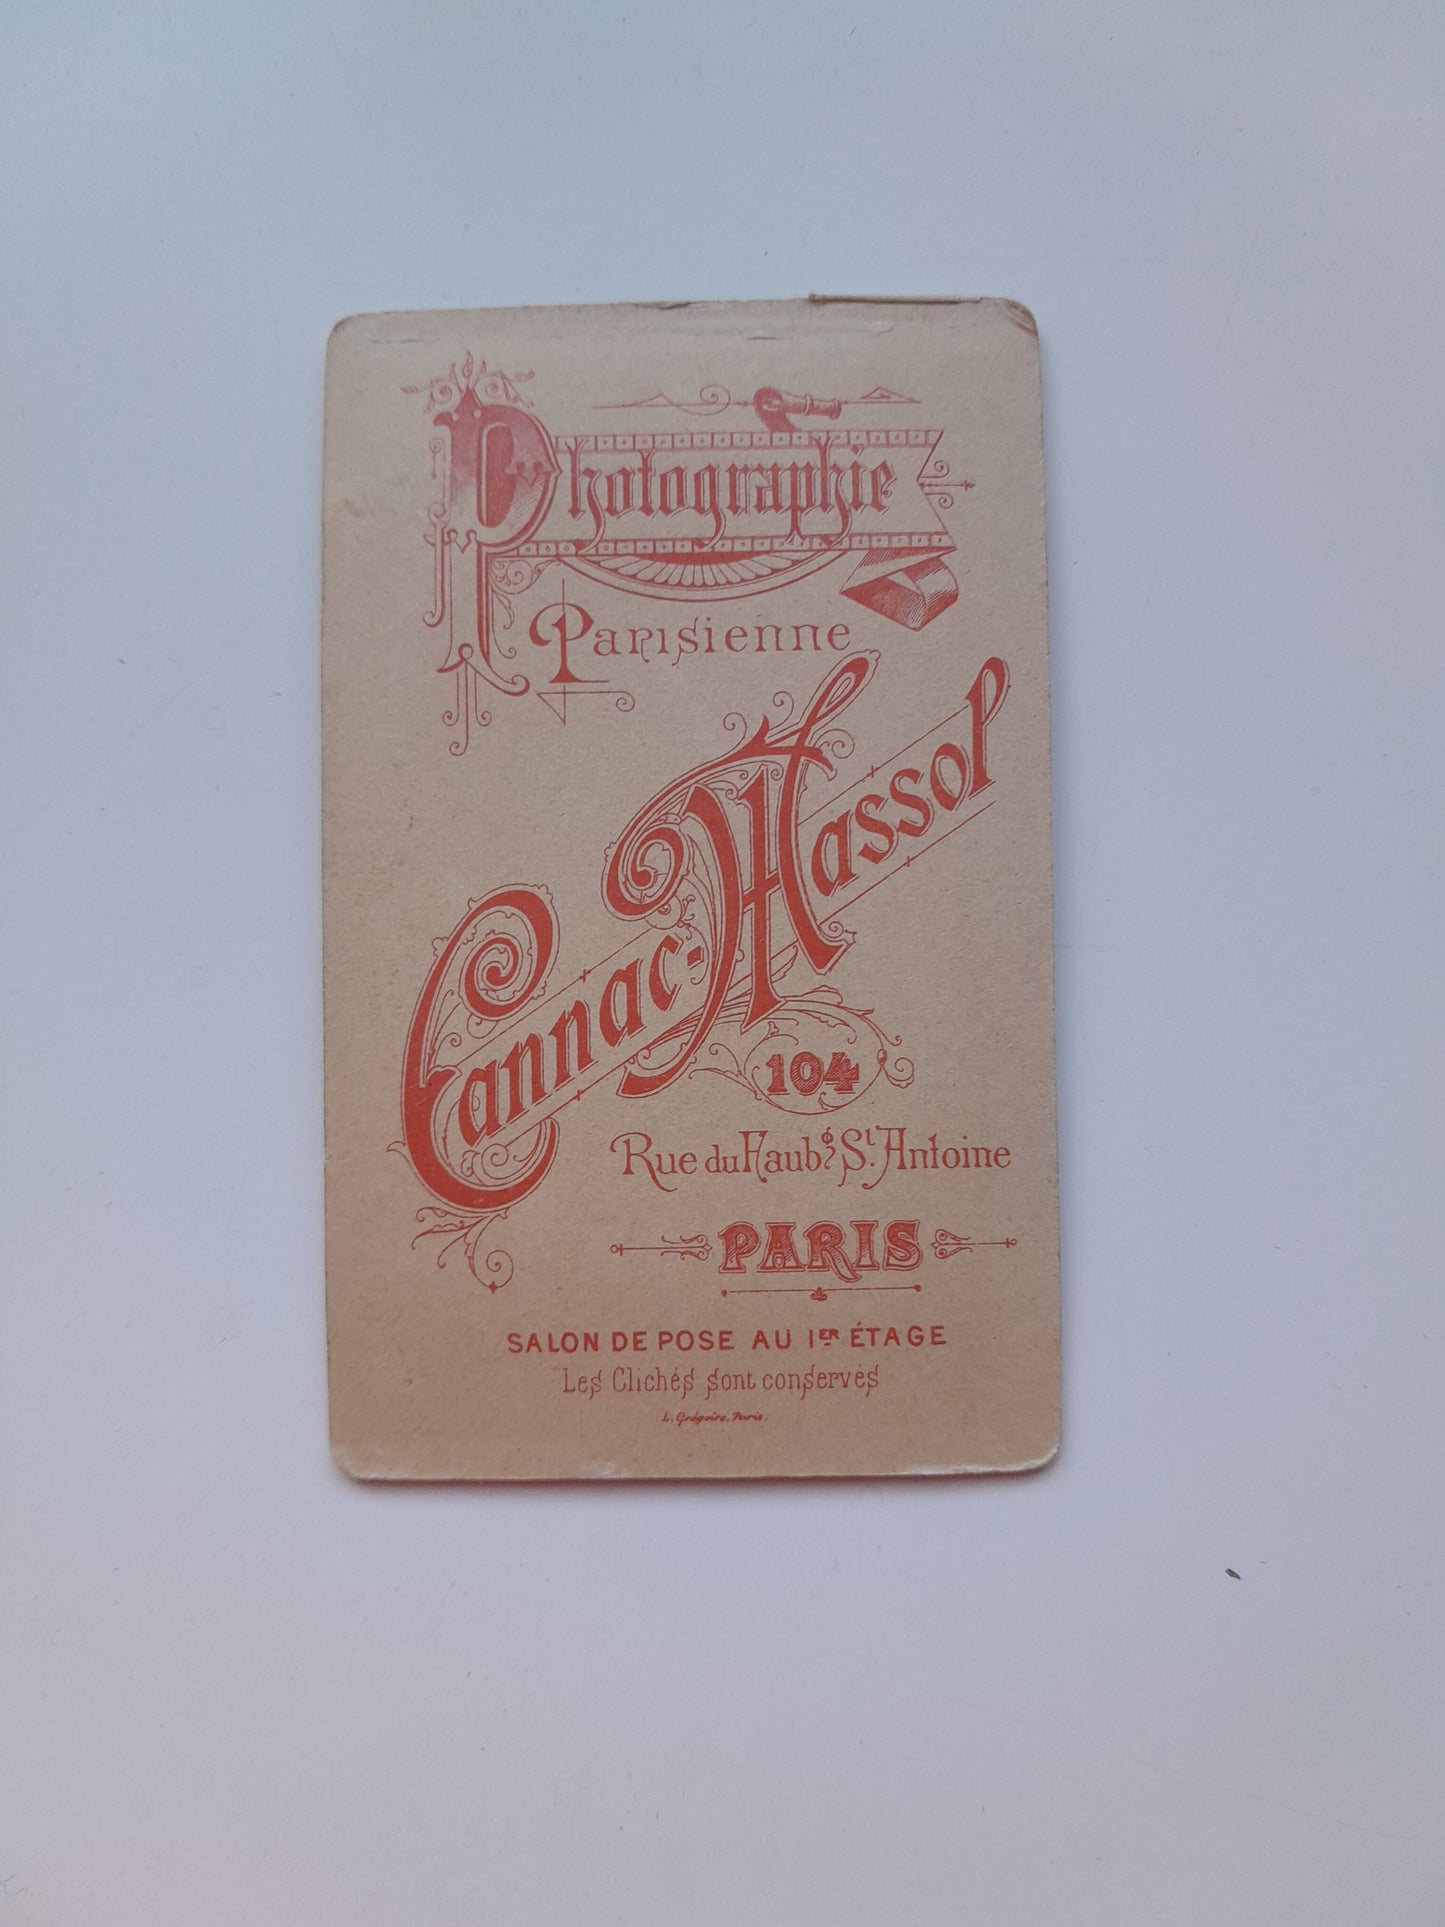 Photographie
Parisienne
Cannac-Massol
104
Rue du Faubg. St. Antoine
PARIS
SALON DE POSE AU 1ER ÉTAGE
Les Clichés sont conservés
L. Grégoire, Paris.